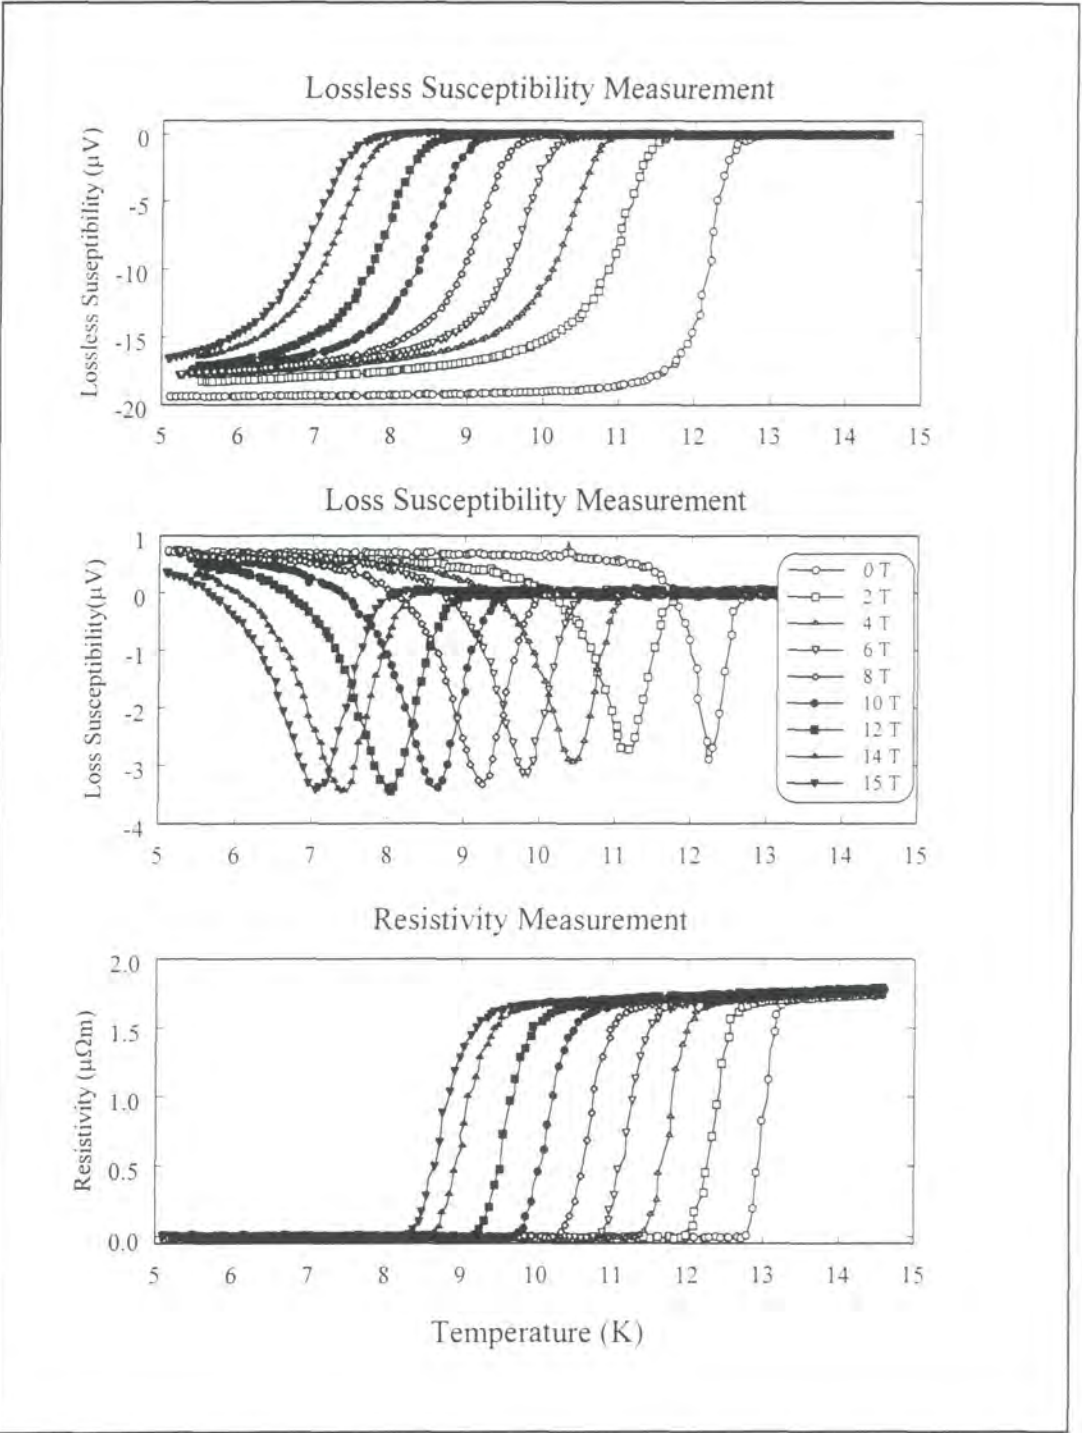 Lossless Susceptibility Measurement
Lossless Suseptibility (µV)
0
-5
-10
-15
-20
5 6 7 8 9 10 11 12 13 14 15
Loss Susceptibility Measurement
Loss Susceptibility(µV)
1
0
-1
-2
-3
-4
0 T
2 T
4 T
6 T
8 T
10 T
12 T
14 T
15 T
5 6 7 8 9 10 11 12 13 14 15
Resistivity Measurement
Resistivity (µΩm)
2.0
1.5
1.0
0.5
0.0
5 6 7 8 9 10 11 12 13 14 15
Temperature (K)